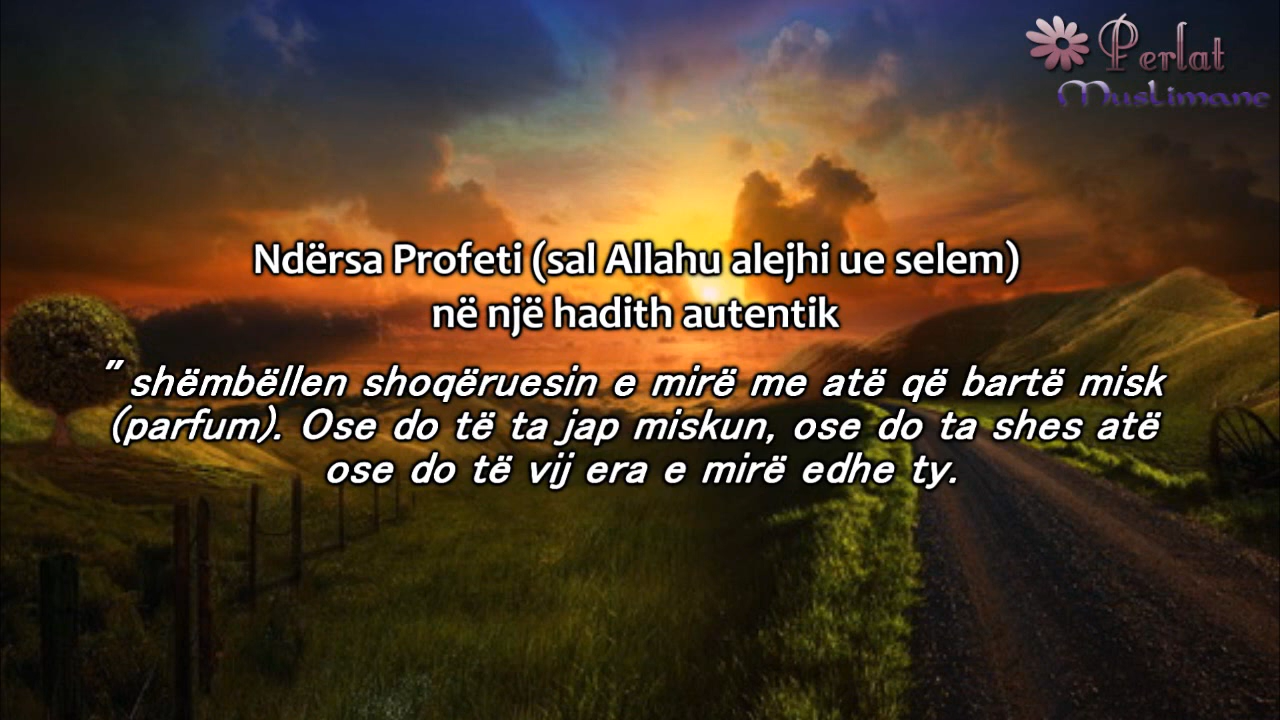 Perlat
Muslimane
Ndërsa Profeti (sal Allahu alejhi ue selem)
në një hadith autentik
"shëmbëllen shoqëruesin e mirë me atë që bartë misk
(parfum). Ose do të ta jap miskun, ose do ta shes atë
ose do të vij era e mirë edhe ty.